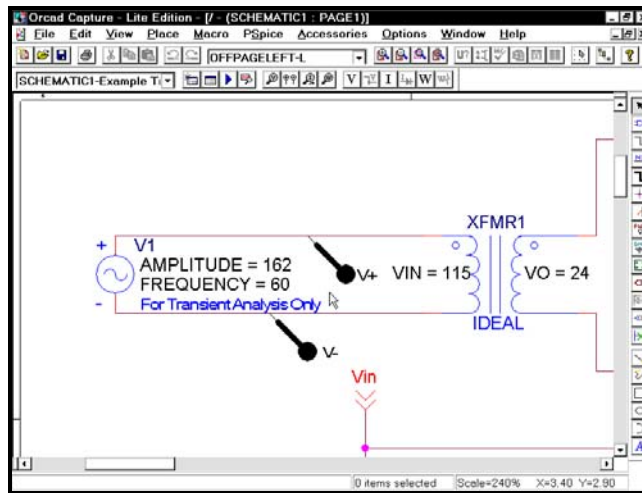 Orcad Capture - Lite Edition - [/ - (SCHEMATIC1 : PAGE1)]
File Edit View Place Macro PSpice Accessories Options Window Help
OFFPAGELEFT-L
U?
?
SCHEMATIC1-Example Tr
V I W
XFMR1
+ V1
AMPLITUDE = 162
V+
VIN = 115
VO = 24
FREQUENCY = 60
- For Transient Analysis Only
IDEAL
V-
Vin
0 items selected Scale=240% X=3.40 Y=2.90